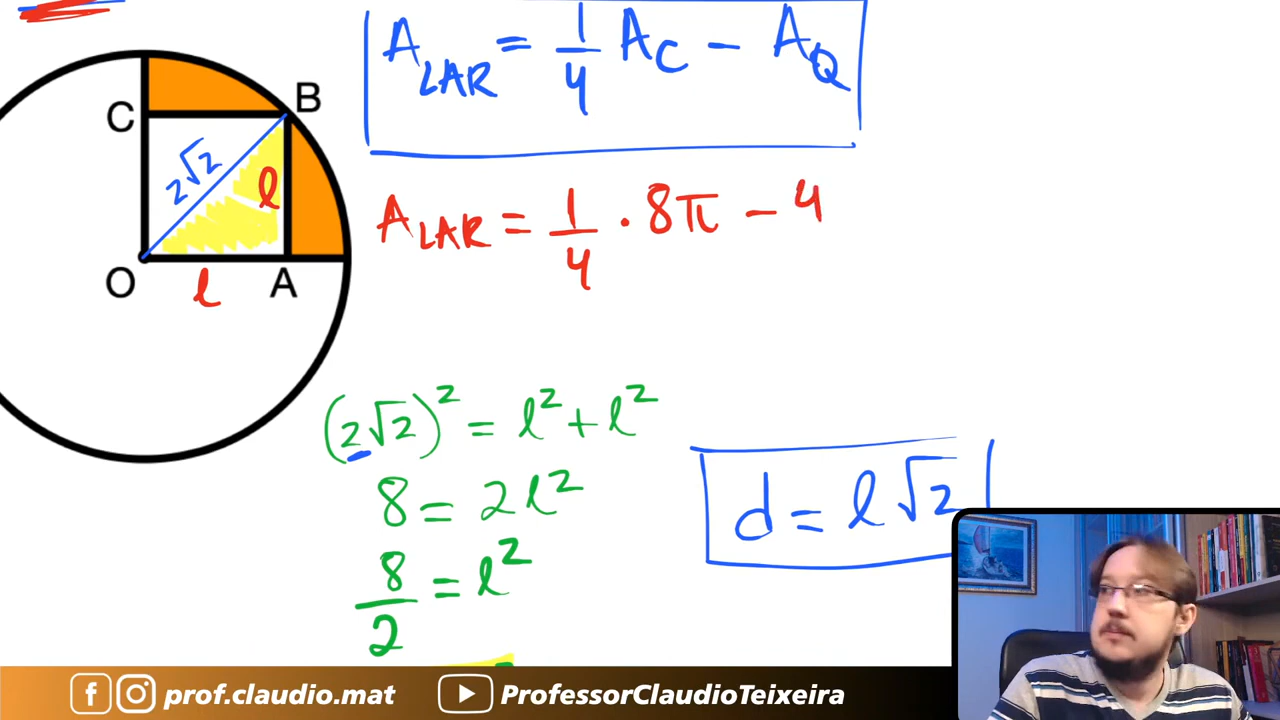 A_LAR = 1/4 A_C − A_Q
C
B
2√2
l
A_LAR = 1/4 · 8π − 4
O
l
A
(2√2)² = l² + l²
8 = 2l²
8/2 = l²
d = l√2
prof.claudio.mat
ProfessorClaudioTeixeira